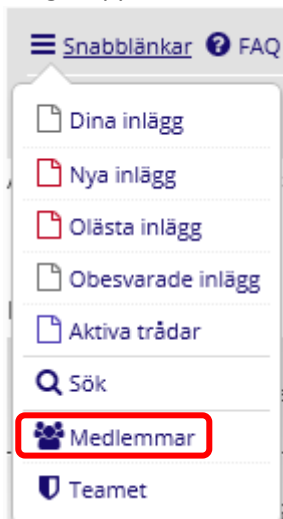 Snabblänkar FAQ
Dina inlägg
Nya inlägg
Olästa inlägg
Obesvarade inlägg
Aktiva trådar
Sök
Medlemmar
Teamet